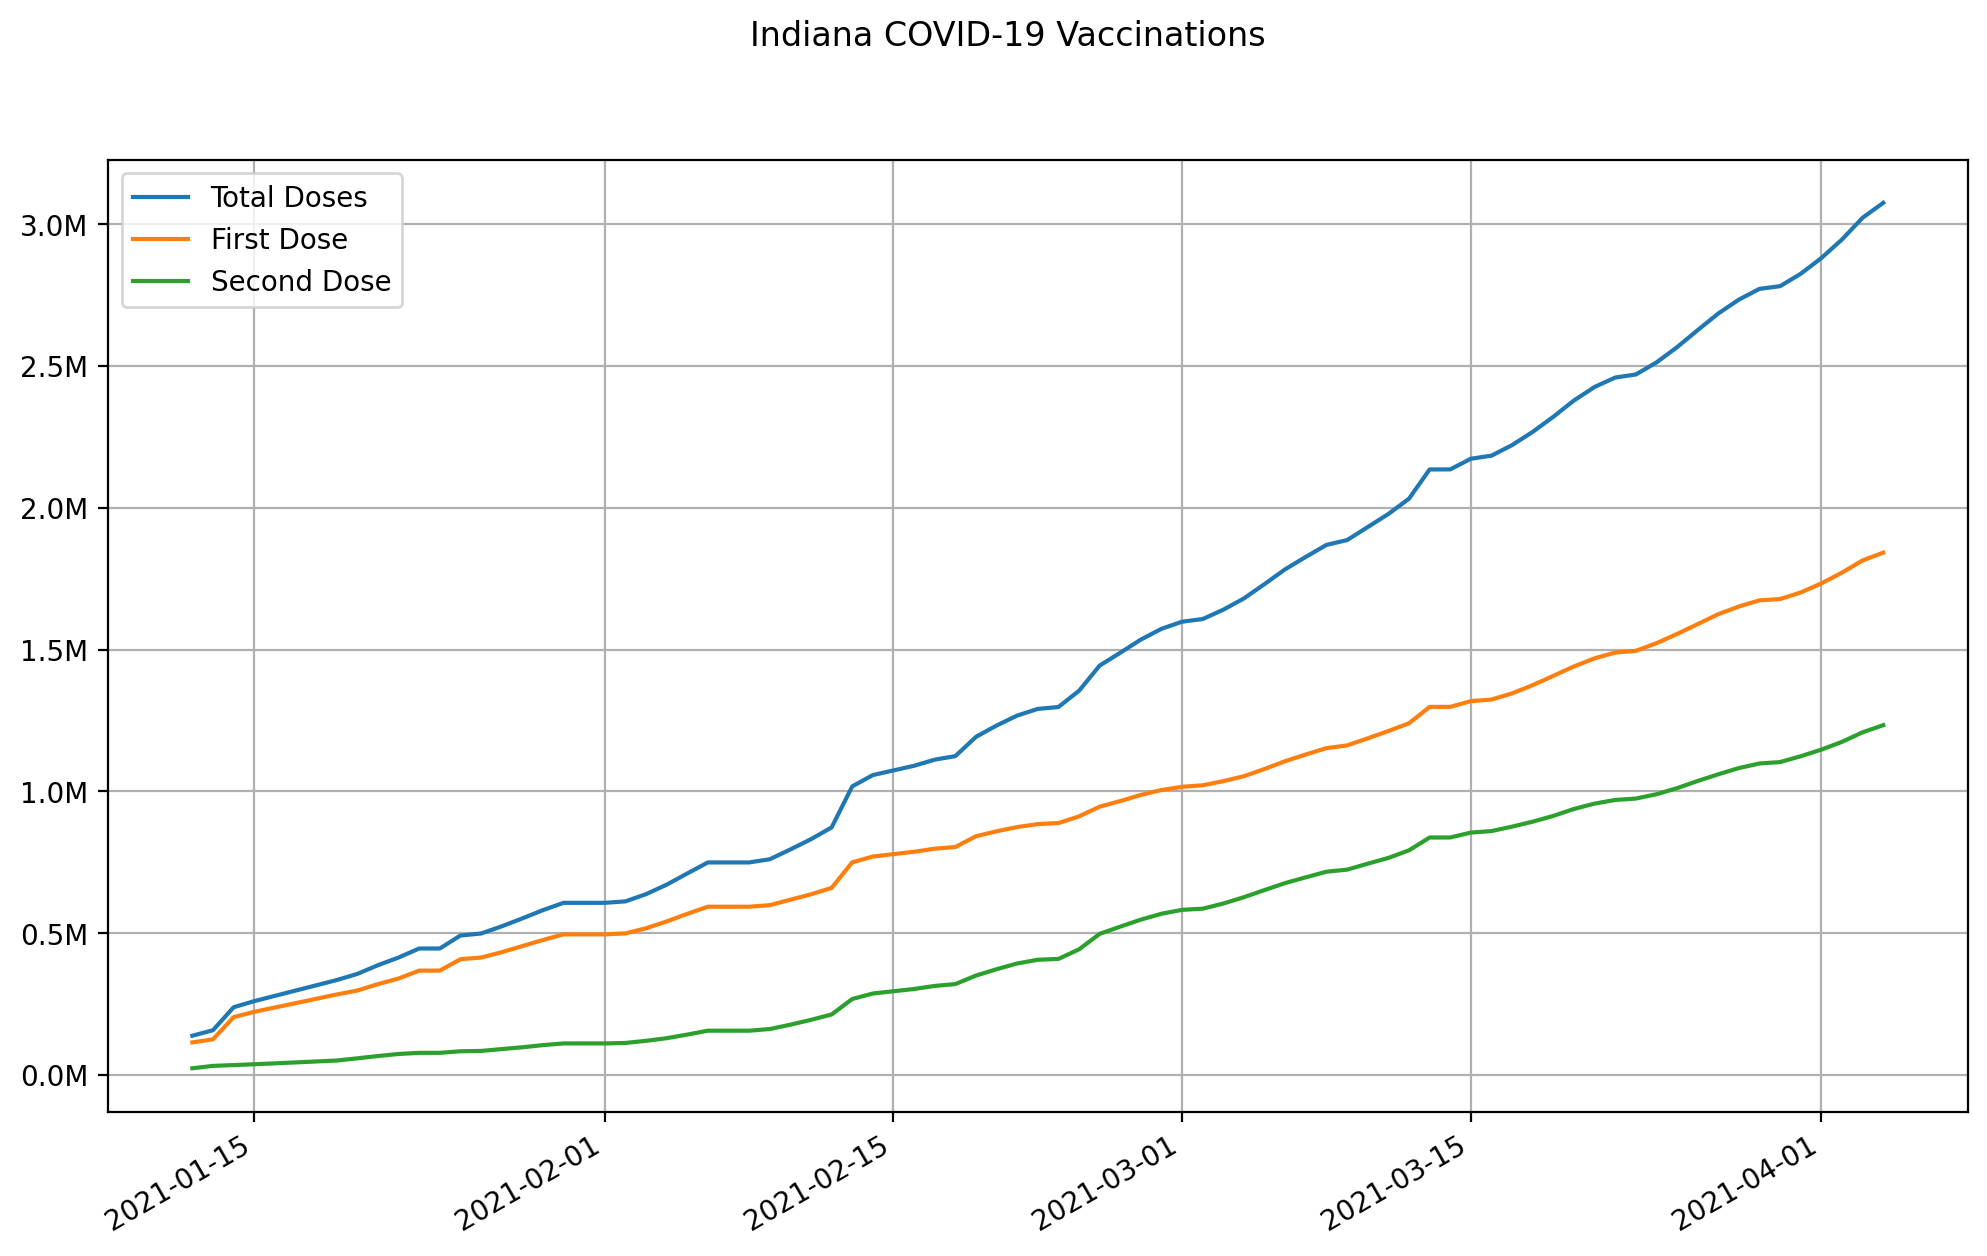 Indiana COVID-19 Vaccinations
Total Doses
First Dose
Second Dose
3.0M
2.5M
2.0M
1.5M
1.0M
0.5M
0.0M
2021-01-15
2021-02-01
2021-02-15
2021-03-01
2021-03-15
2021-04-01